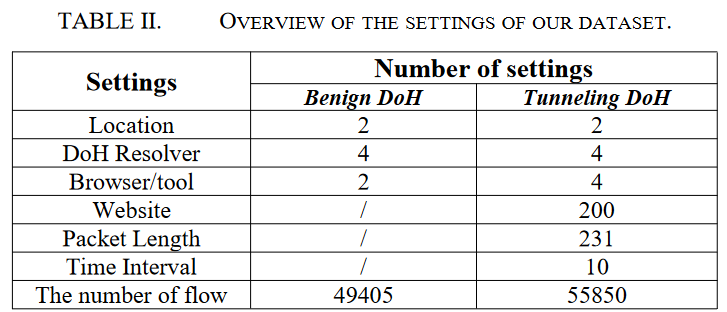 TABLE II. OVERVIEW OF THE SETTINGS OF OUR DATASET.
Settings Number of settings
Benign DoH Tunneling DoH
Location 2 2
DoH Resolver 4 4
Browser/tool 2 4
Website / 200
Packet Length / 231
Time Interval / 10
The number of flow 49405 55850